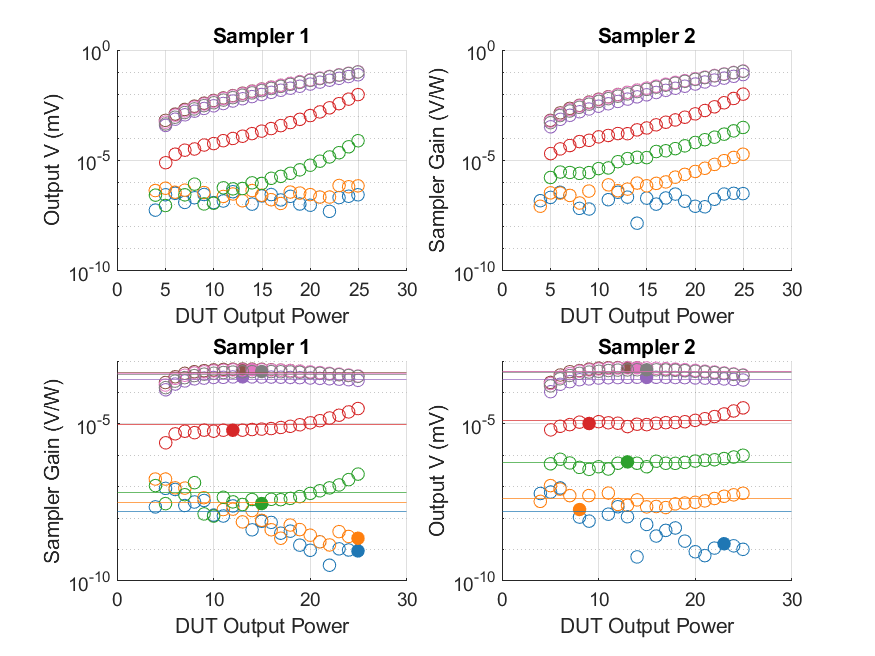 Sampler 1
Output V (mV)
10^0
10^-5
10^-10
0 5 10 15 20 25 30
DUT Output Power
Sampler 2
Sampler Gain (V/W)
10^0
10^-5
10^-10
0 5 10 15 20 25 30
DUT Output Power
Sampler 1
Sampler Gain (V/W)
10^-5
10^-10
0 10 20 30
DUT Output Power
Sampler 2
Output V (mV)
10^-5
10^-10
0 10 20 30
DUT Output Power